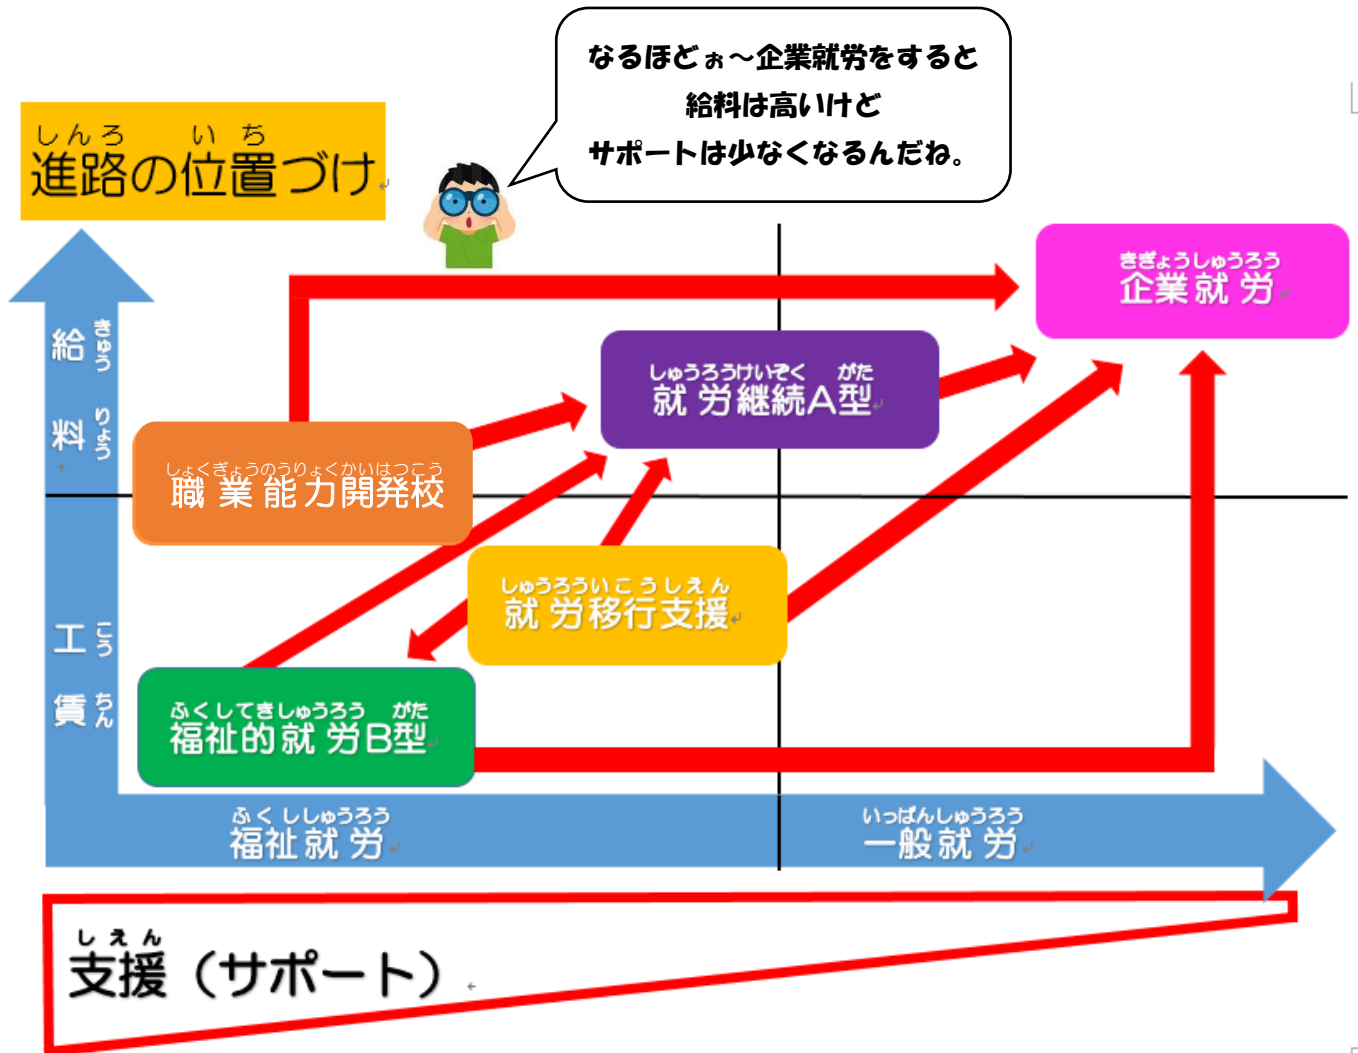 なるほどぉ～企業就労をすると
給料は高いけど
サポートは少なくなるんだね。
しんろ いち
進路の位置づけ
きぎょうしゅうろう
企業就労
きゅう りょう
給料
しゅうろうけいぞく がた
就労継続A型
しょくぎょうのうりょくかいはつこう
職業能力開発校
しゅうろういこうしえん
就労移行支援
こう ちん
工賃
ふくしてきしゅうろう がた
福祉的就労B型
ふくししゅうろう
福祉就労
いっぱんしゅうろう
一般就労
しえん
支援（サポート）